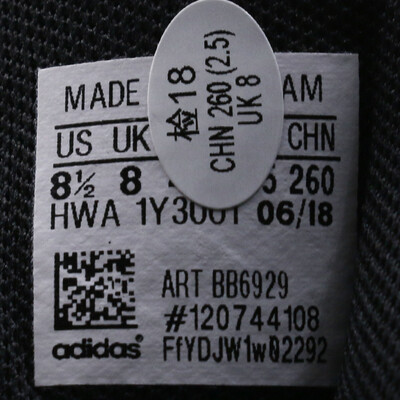 检18
CHN 260 (2.5)
UK 8
MADE AM
US UK CHN
8½ 8 260
HWA 1Y3001 06/18
ART BB6929
#120744108
adidas® FfYDJW1w02292